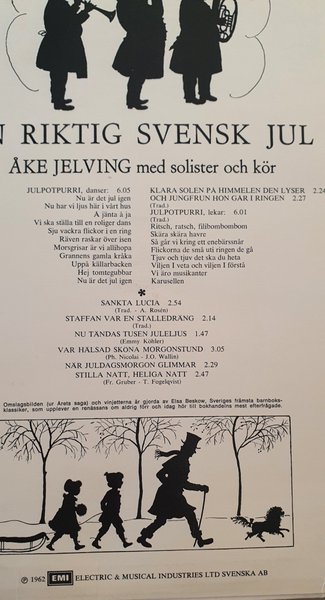 N RIKTIG SVENSK JUL
ÅKE JELVING med solister och kör
JULPOTPURRI, danser: 6.05
Nu är det jul igen
Nu har vi ljus här i vårt hus
A jänta å ja
Vi ska ställa till en roliger dans
Sju vackra flickor i en ring
Räven raskar över isen
Morsgrisar är vi allihopa
Grannens gamla kråka
Uppå källarbacken
Hej tomtegubbar
Nu är det jul igen
KLARA SOLEN PÅ HIMMELEN DEN LYSER 2.24
OCH JUNGFRUN HON GÅR I RINGEN 2.27
(Trad.)
JULPOTPURRI, lekar: 6.01
(Trad.)
Ritsch, ratsch, filibombombom
Skära skära havre
Så går vi kring ett enebärssnår
Flickorna de små uti ringen de gå
Tjuv och tjuv det ska du heta
Viljen I veta och viljen I förstå
Vi äro musikanter
Karusellen
*
SANKTA LUCIA 2.54
(Trad. - A. Rosén)
STAFFAN VAR EN STALLEDRÄNG 2.14
(Trad.)
NU TÄNDAS TUSEN JULELJUS 1.47
(Emmy Köhler)
VAR HÄLSAD SKÖNA MORGONSTUND 3.05
(Ph. Nicolai - J.O. Wallin)
NÄR JULDAGSMORGON GLIMMAR 2.29
STILLA NATT, HELIGA NATT 2.47
(Fr. Gruber - T. Fogelqvist)
Omslagsbilden (ur Årets saga) och vinjetterna är gjorda av Elsa Beskow, Sveriges främsta barnboks-
klassiker, som upplever en renässans om aldrig förr och idag hör till bokhandelns mest efterfrågade.
℗ 1962 EMI ELECTRIC & MUSICAL INDUSTRIES LTD SVENSKA AB